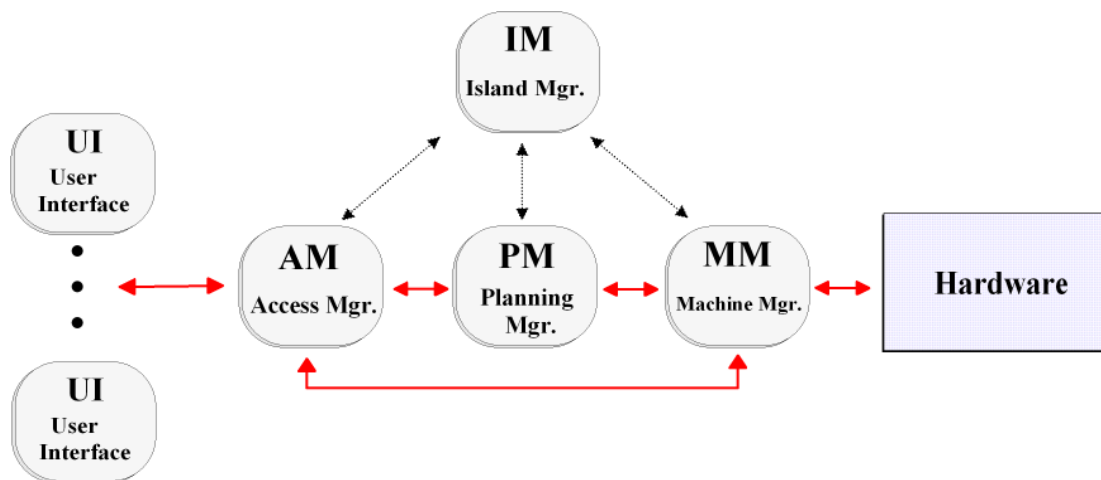 IM
Island Mgr.
UI
User
Interface
AM
Access Mgr.
PM
Planning
Mgr.
MM
Machine Mgr.
Hardware
UI
User
Interface